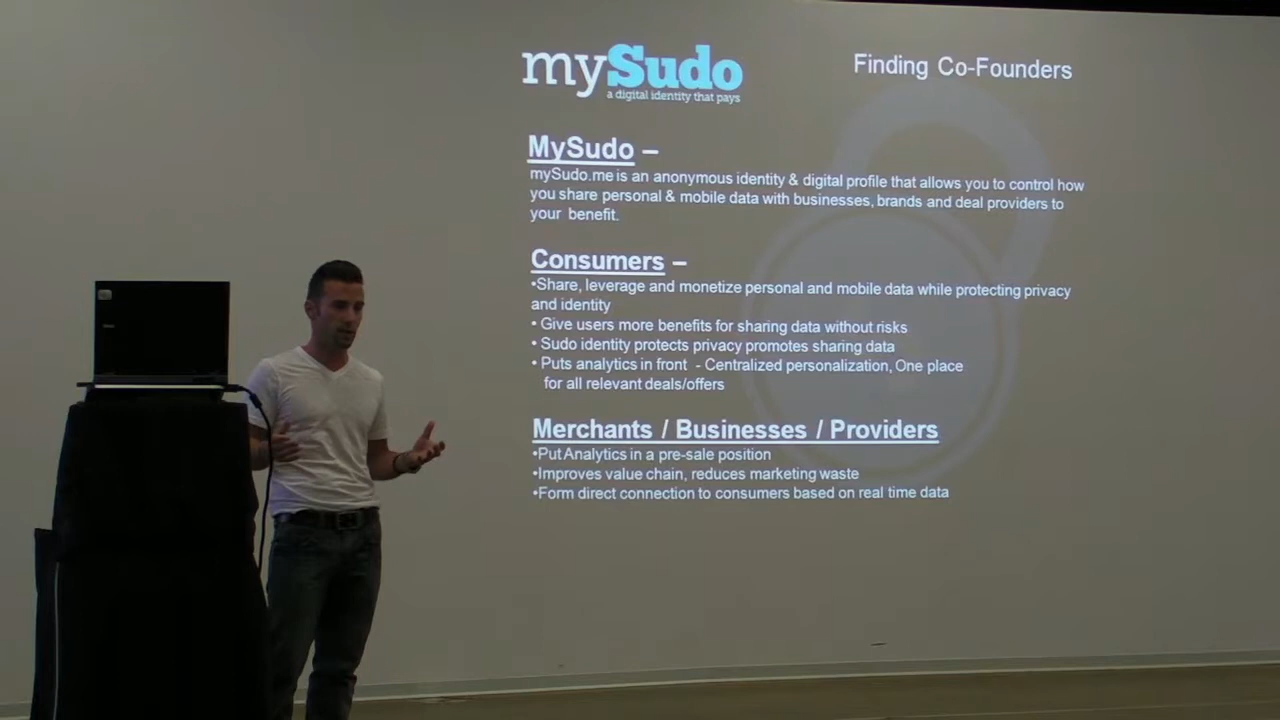 mySudo
a digital identity that pays
Finding Co-Founders
MySudo –
mySudo.me is an anonymous identity & digital profile that allows you to control how
you share personal & mobile data with businesses, brands and deal providers to
your benefit.
Consumers –
•Share, leverage and monetize personal and mobile data while protecting privacy
and identity
• Give users more benefits for sharing data without risks
• Sudo identity protects privacy promotes sharing data
• Puts analytics in front - Centralized personalization, One place
for all relevant deals/offers
Merchants / Businesses / Providers
•Put Analytics in a pre-sale position
•Improves value chain, reduces marketing waste
•Form direct connection to consumers based on real time data